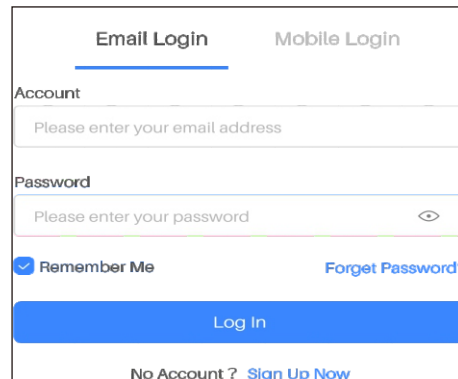 Email Login Mobile Login
Account
Please enter your email address
Password
Please enter your password
Remember Me Forget Password?
Log In
No Account ? Sign Up Now